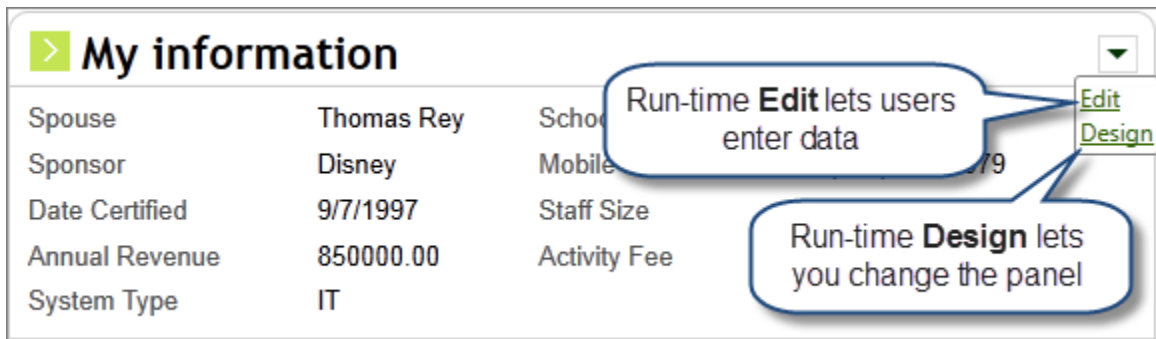 My information
Spouse Thomas Rey
Run-time Edit lets users
enter data
Edit
Design
Sponsor Disney Mobile 79
Date Certified 9/7/1997 Staff Size
Annual Revenue 850000.00 Activity Fee
Run-time Design lets
you change the panel
System Type IT